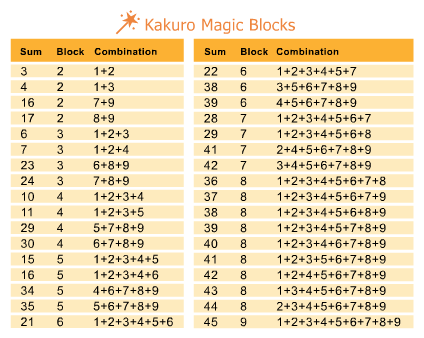 Kakuro Magic Blocks
Sum Block Combination
3 2 1+2
4 2 1+3
16 2 7+9
17 2 8+9
6 3 1+2+3
7 3 1+2+4
23 3 6+8+9
24 3 7+8+9
10 4 1+2+3+4
11 4 1+2+3+5
29 4 5+7+8+9
30 4 6+7+8+9
15 5 1+2+3+4+5
16 5 1+2+3+4+6
34 5 4+6+7+8+9
35 5 5+6+7+8+9
21 6 1+2+3+4+5+6
Sum Block Combination
22 6 1+2+3+4+5+7
38 6 3+5+6+7+8+9
39 6 4+5+6+7+8+9
28 7 1+2+3+4+5+6+7
29 7 1+2+3+4+5+6+8
41 7 2+4+5+6+7+8+9
42 7 3+4+5+6+7+8+9
36 8 1+2+3+4+5+6+7+8
37 8 1+2+3+4+5+6+7+9
38 8 1+2+3+4+5+6+8+9
39 8 1+2+3+4+5+7+8+9
40 8 1+2+3+4+6+7+8+9
41 8 1+2+3+5+6+7+8+9
42 8 1+2+4+5+6+7+8+9
43 8 1+3+4+5+6+7+8+9
44 8 2+3+4+5+6+7+8+9
45 9 1+2+3+4+5+6+7+8+9